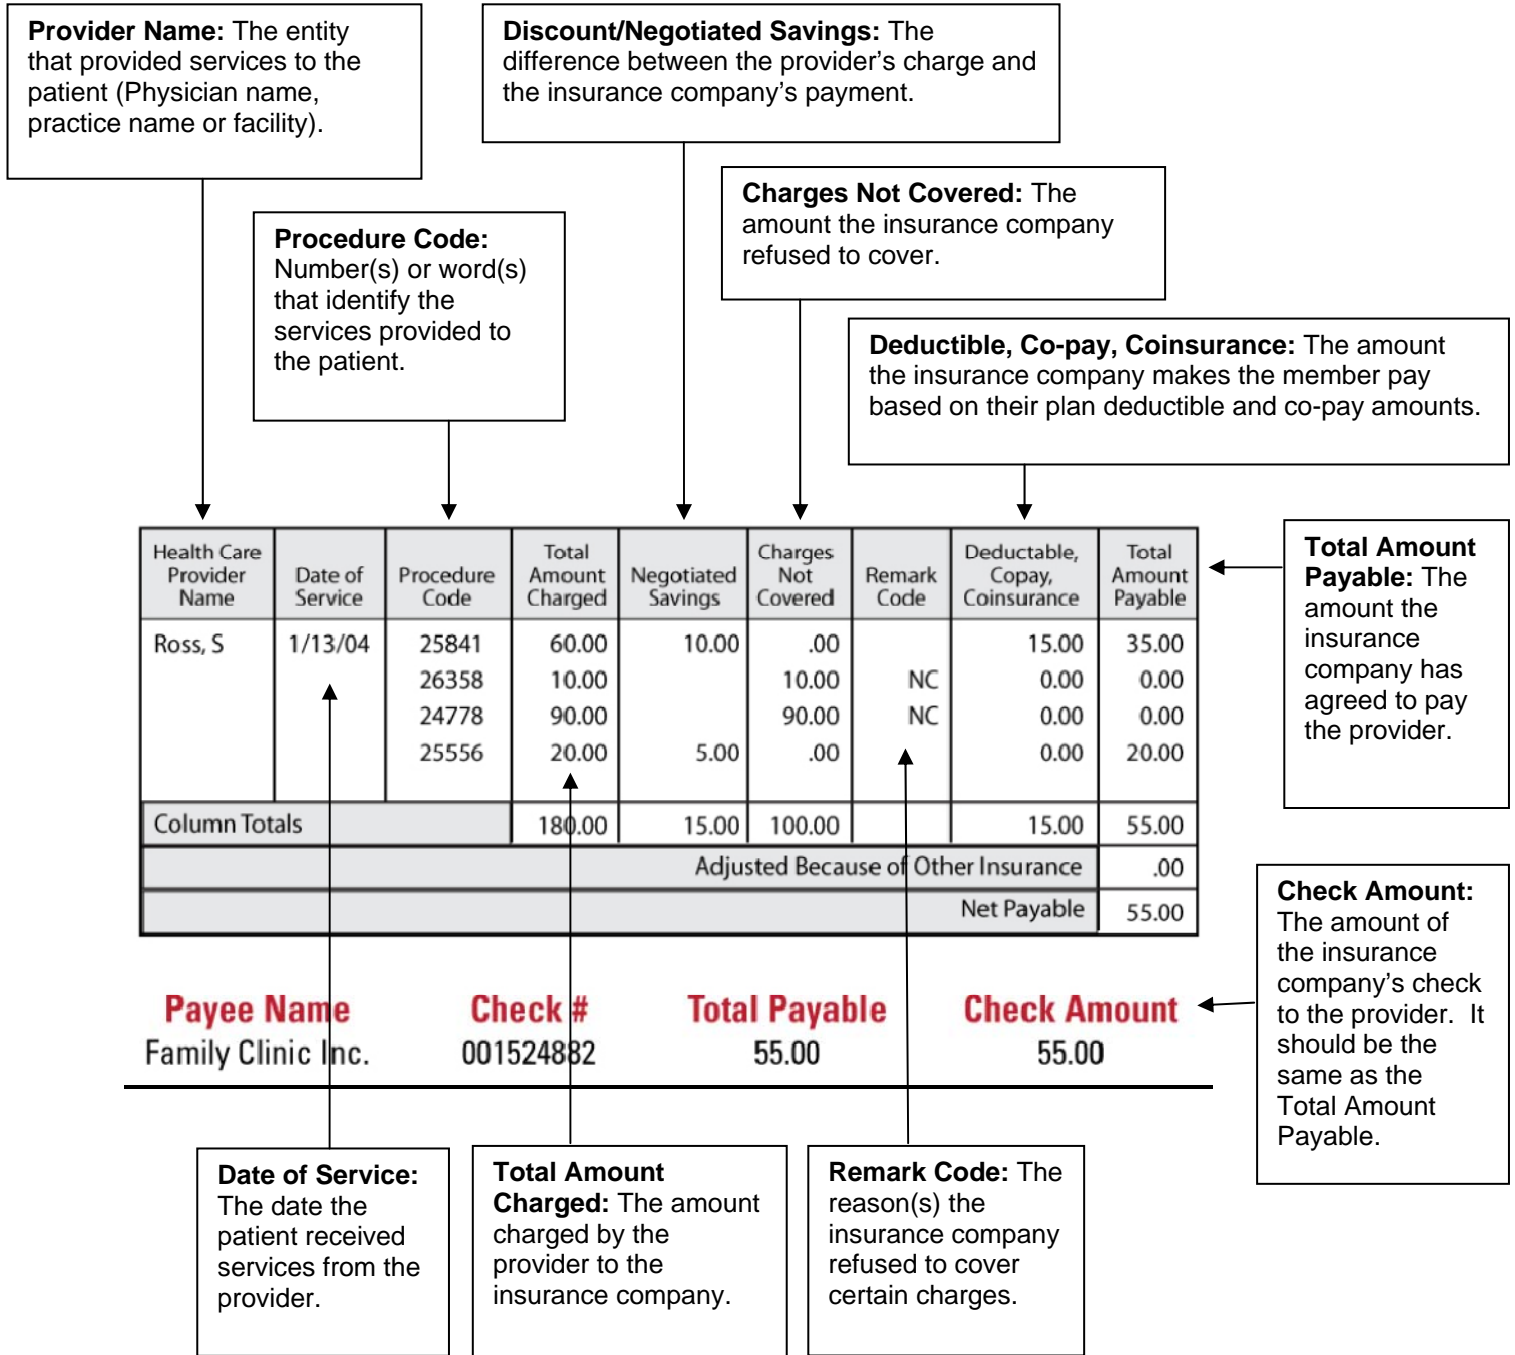 Provider Name: The entity
that provided services to the
patient (Physician name,
practice name or facility).
Discount/Negotiated Savings: The
difference between the provider's charge and
the insurance company's payment.
Charges Not Covered: The
amount the insurance company
refused to cover.
Procedure Code:
Number(s) or word(s)
that identify the
services provided to
the patient.
Deductible, Co-pay, Coinsurance: The amount
the insurance company makes the member pay
based on their plan deductible and co-pay amounts.
Health Care Provider Name Date of Service Procedure Code Total Amount Charged Negotiated Savings Charges Not Covered Remark Code Deductable, Copay, Coinsurance Total Amount Payable
Ross, S 1/13/04 25841 60.00 10.00 .00 15.00 35.00
26358 10.00 10.00 NC 0.00 0.00
24778 90.00 90.00 NC 0.00 0.00
25556 20.00 5.00 .00 0.00 20.00
Column Totals 180.00 15.00 100.00 15.00 55.00
Adjusted Because of Other Insurance .00
Net Payable 55.00
Total Amount
Payable: The
amount the
insurance
company has
agreed to pay
the provider.
Check Amount:
The amount of
the insurance
company's check
to the provider. It
should be the
same as the
Total Amount
Payable.
Payee Name Check # Total Payable Check Amount
Family Clinic Inc. 001524882 55.00 55.00
Date of Service:
The date the
patient received
services from the
provider.
Total Amount
Charged: The amount
charged by the
provider to the
insurance company.
Remark Code: The
reason(s) the
insurance company
refused to cover
certain charges.